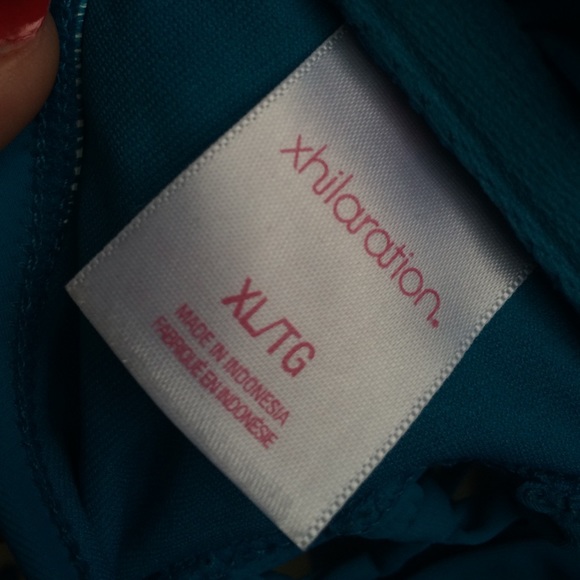 xhilaration.
XL/TG
MADE IN INDONESIA
FABRIQUÉ EN INDONÉSIE